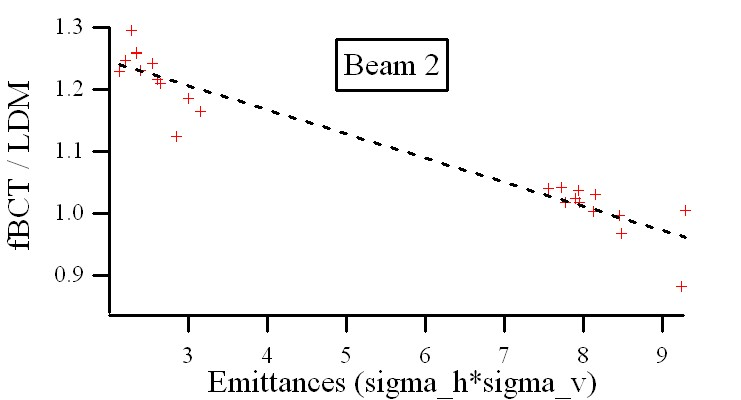 1.3
1.2
1.1
1.0
0.9
fBCT / LDM
Beam 2
3 4 5 6 7 8 9
Emittances (sigma_h*sigma_v)